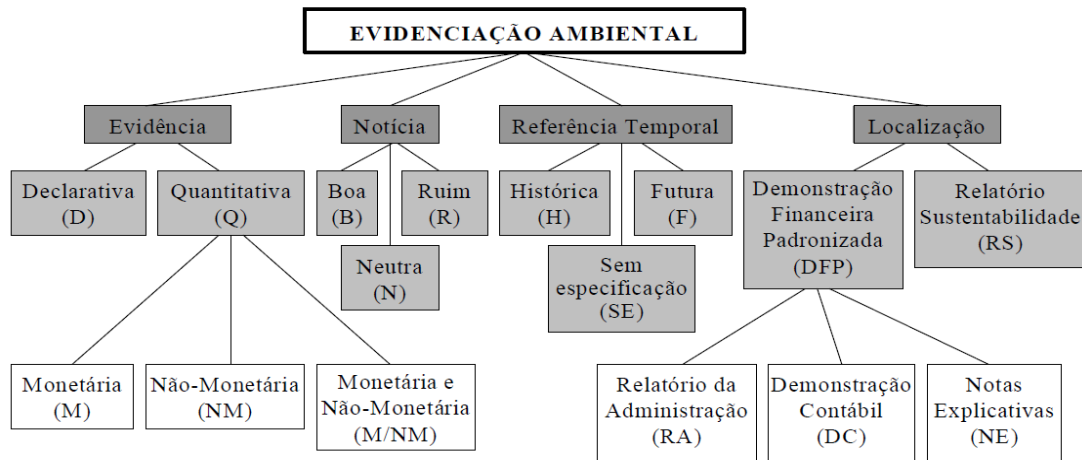 EVIDENCIAÇÃO AMBIENTAL
Evidência
Notícia
Referência Temporal
Localização
Declarativa
(D)
Quantitativa
(Q)
Boa
(B)
Ruim
(R)
Neutra
(N)
Histórica
(H)
Futura
(F)
Sem
especificação
(SE)
Demonstração
Financeira
Padronizada
(DFP)
Relatório
Sustentabilidade
(RS)
Monetária
(M)
Não-Monetária
(NM)
Monetária e
Não-Monetária
(M/NM)
Relatório da
Administração
(RA)
Demonstração
Contábil
(DC)
Notas
Explicativas
(NE)